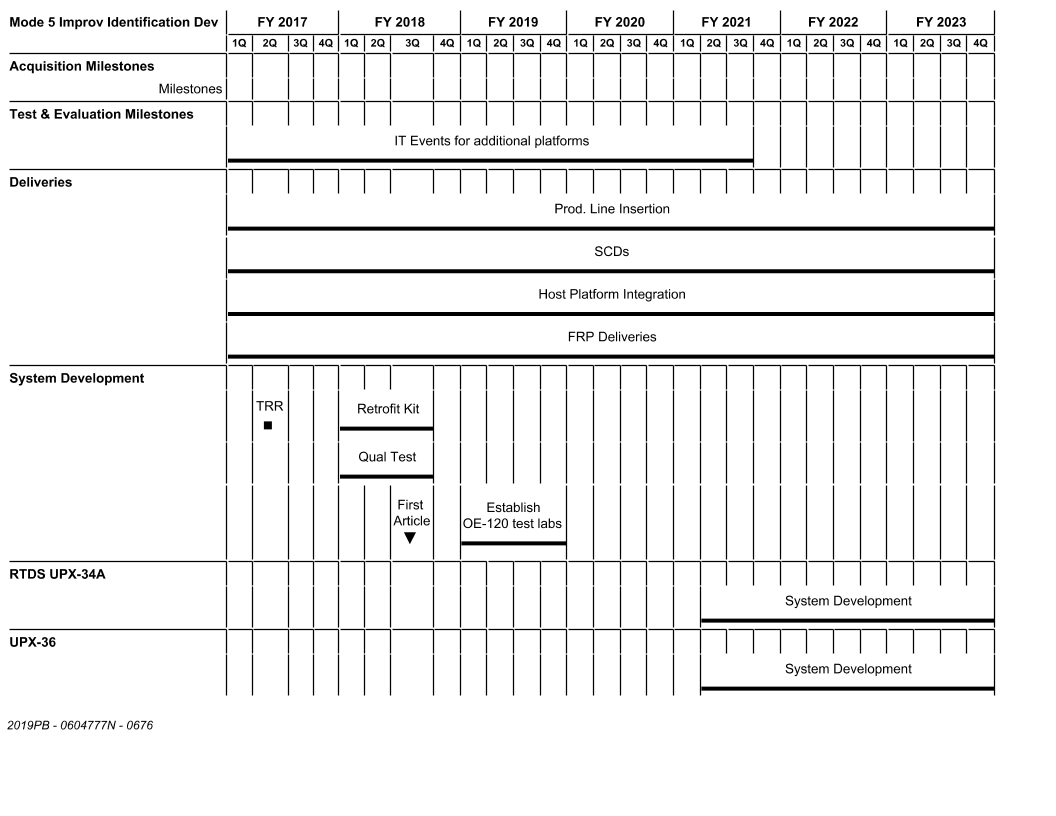 Mode 5 Improv Identification Dev FY 2017 FY 2018 FY 2019 FY 2020 FY 2021 FY 2022 FY 2023
1Q 2Q 3Q 4Q 1Q 2Q 3Q 4Q 1Q 2Q 3Q 4Q 1Q 2Q 3Q 4Q 1Q 2Q 3Q 4Q 1Q 2Q 3Q 4Q 1Q 2Q 3Q 4Q
Acquisition Milestones
Milestones
Test & Evaluation Milestones
IT Events for additional platforms
Deliveries
Prod. Line Insertion
SCDs
Host Platform Integration
FRP Deliveries
System Development
TRR Retrofit Kit
Qual Test
First
Article
Establish
OE-120 test labs
RTDS UPX-34A
System Development
UPX-36
System Development
2019PB - 0604777N - 0676